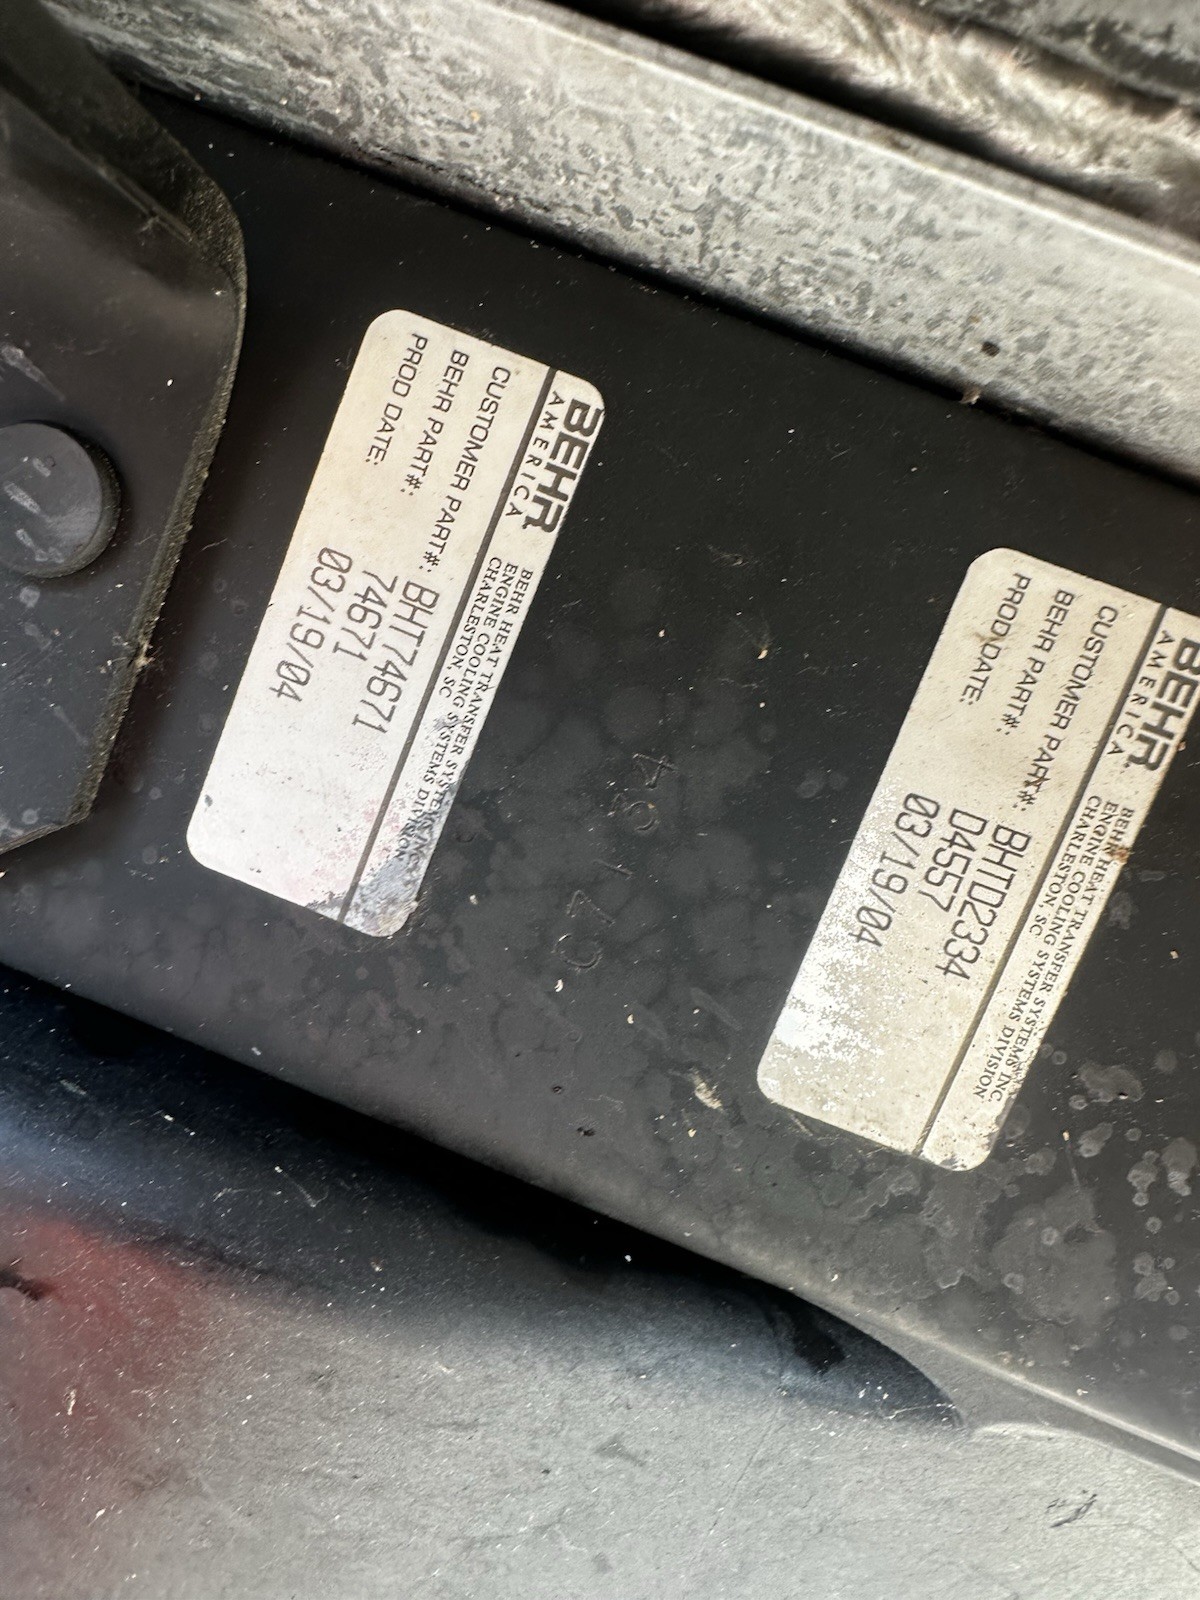 BEHR
AMERICA
BEHR HEAT TRANSFER SYSTEMS INC.
ENGINE COOLING SYSTEMS DIVISION
CHARLESTON, SC
CUSTOMER PART#: BHT74671
BEHR PART#: 74671
PROD DATE: 03/19/04
BEHR
AMERICA
BEHR HEAT TRANSFER SYSTEMS INC.
ENGINE COOLING SYSTEMS DIVISION
CHARLESTON, SC
CUSTOMER PART#: BHTD2334
BEHR PART#: D4557
PROD DATE: 03/19/04